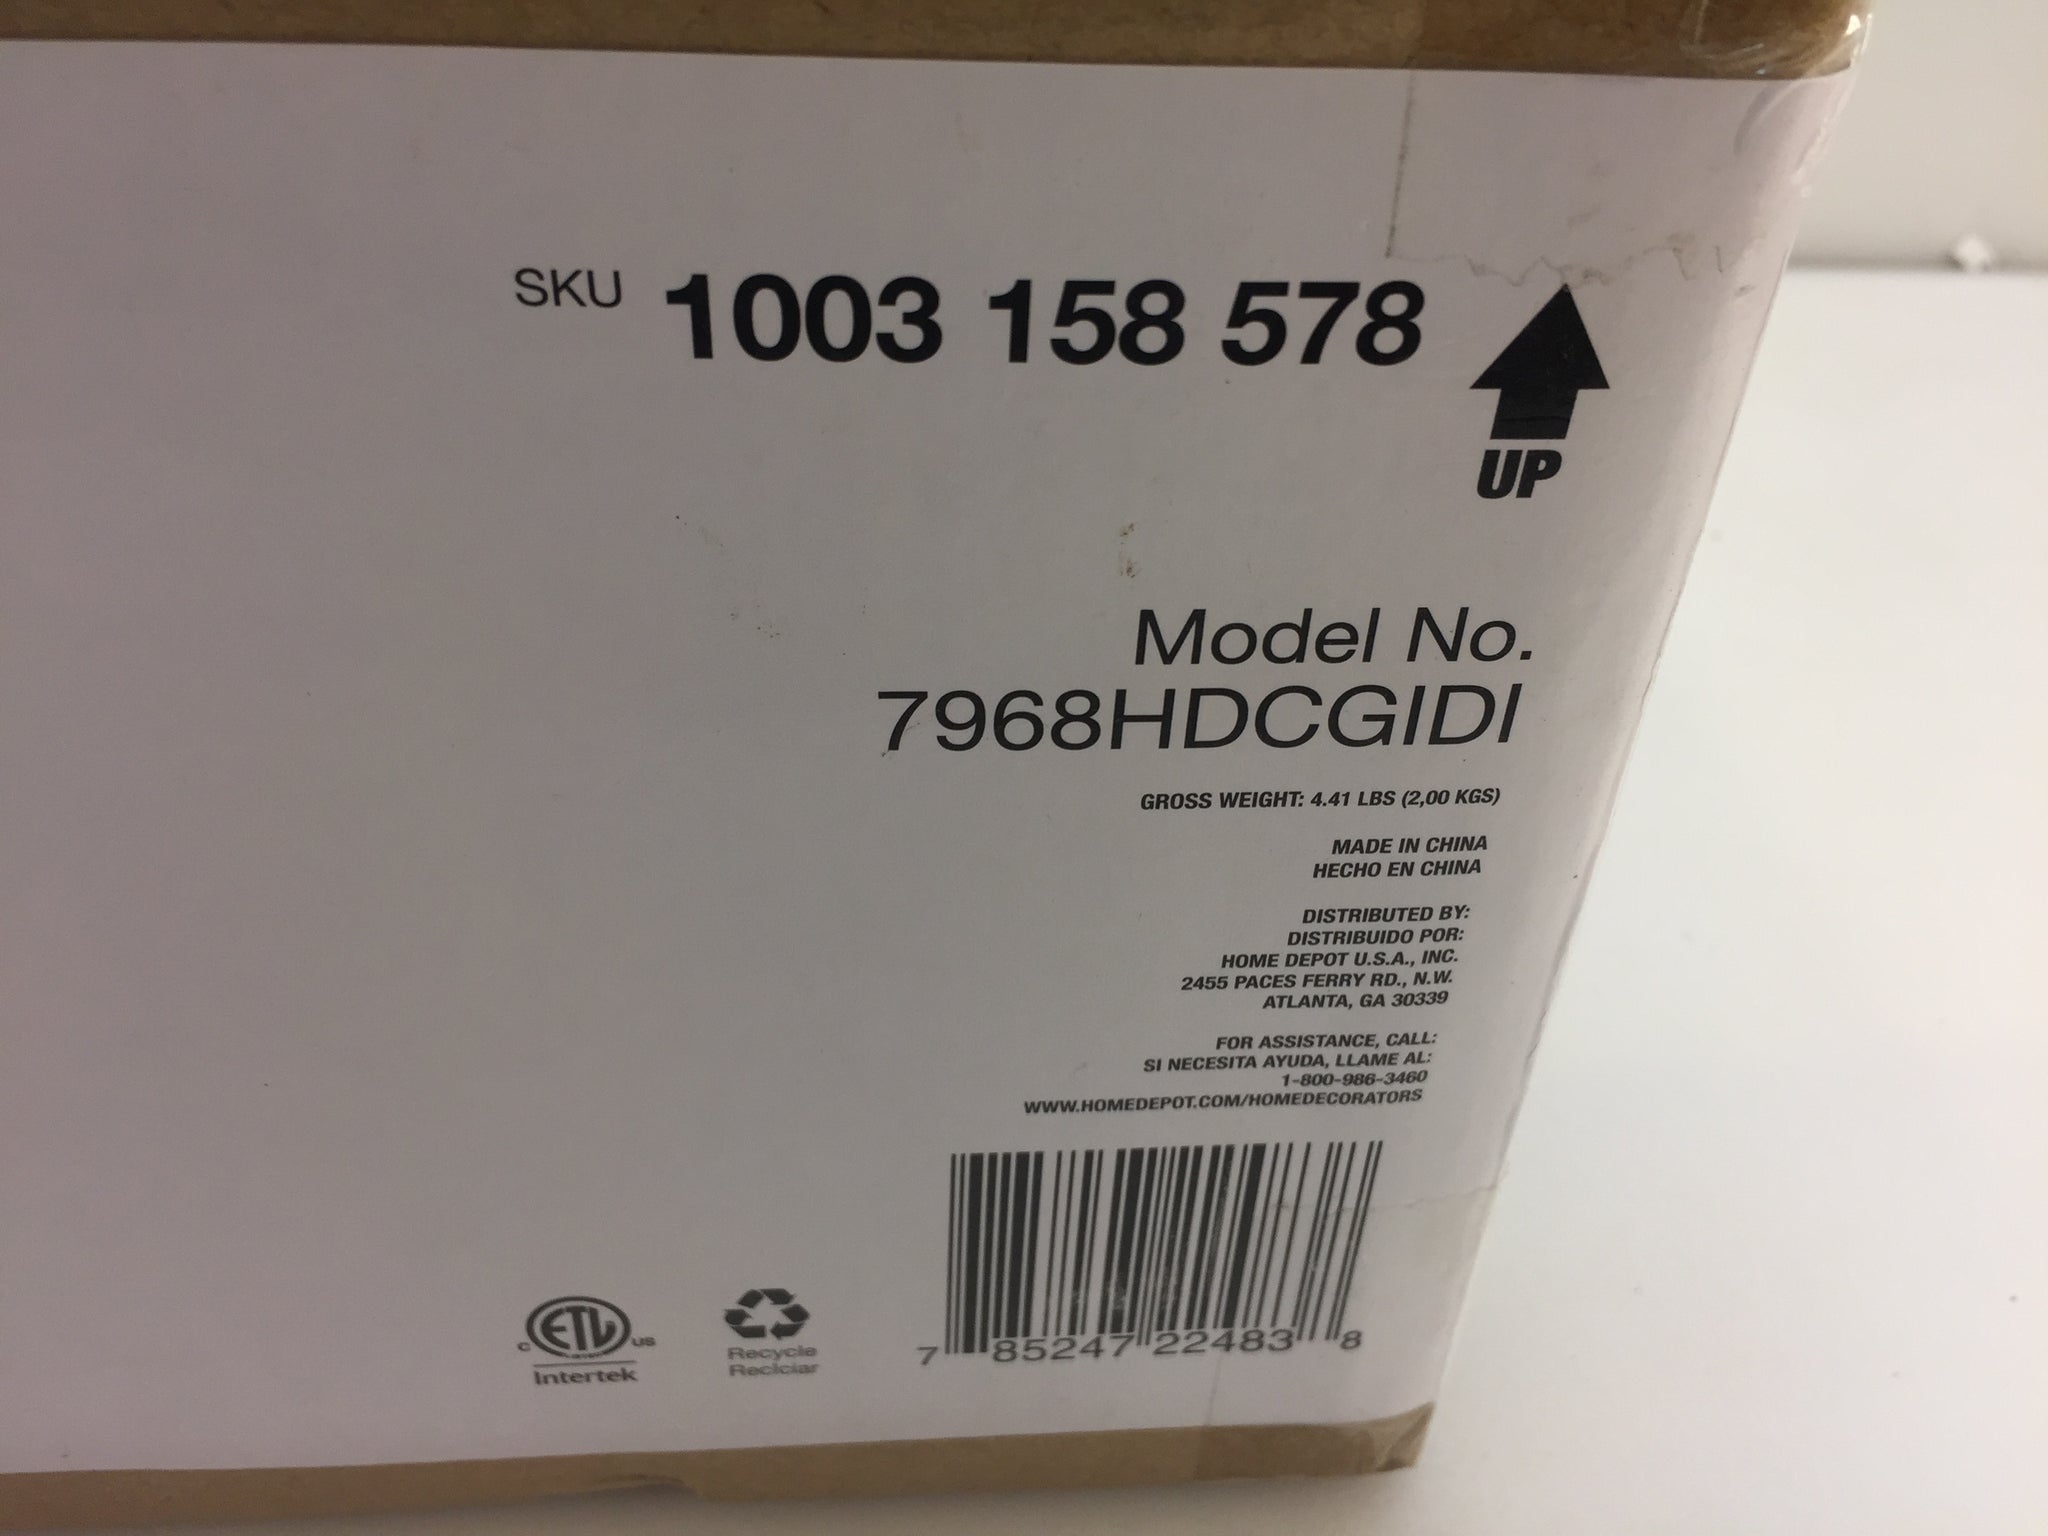 SKU 1003 158 578
UP
Model No.
7968HDCGIDI
GROSS WEIGHT: 4.41 LBS (2,00 KGS)
MADE IN CHINA
HECHO EN CHINA
DISTRIBUTED BY:
DISTRIBUIDO POR:
HOME DEPOT U.S.A., INC.
2455 PACES FERRY RD., N.W.
ATLANTA, GA 30339
FOR ASSISTANCE, CALL:
SI NECESITA AYUDA, LLAME AL:
1-800-986-3460
WWW.HOMEDEPOT.COM/HOMEDECORATORS
C ETL US
Intertek
Recycle
Reclciar
7 85247 22483 8